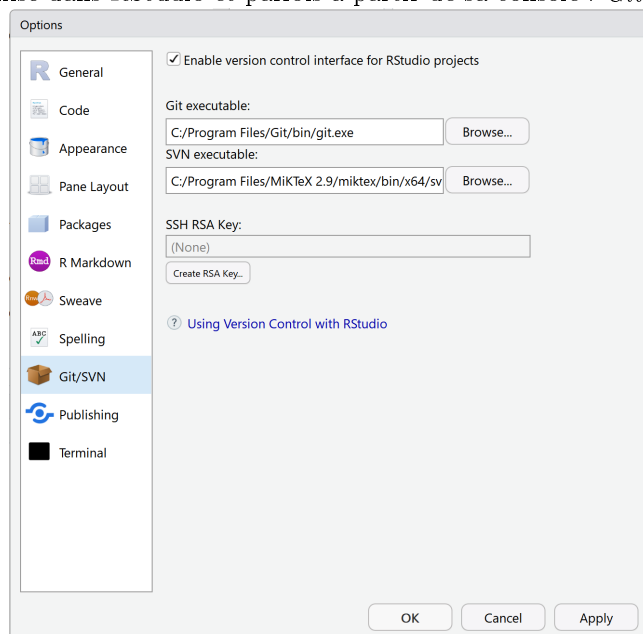 Options
General
Code
Appearance
Pane Layout
Packages
Rmd
R Markdown
Rnw
Sweave
ABC
Spelling
Git/SVN
Publishing
Terminal
Enable version control interface for RStudio projects
Git executable:
C:/Program Files/Git/bin/git.exe
Browse...
SVN executable:
C:/Program Files/MiKTeX 2.9/miktex/bin/x64/sv
Browse...
SSH RSA Key:
(None)
Create RSA Key...
? Using Version Control with RStudio
OK
Cancel
Apply